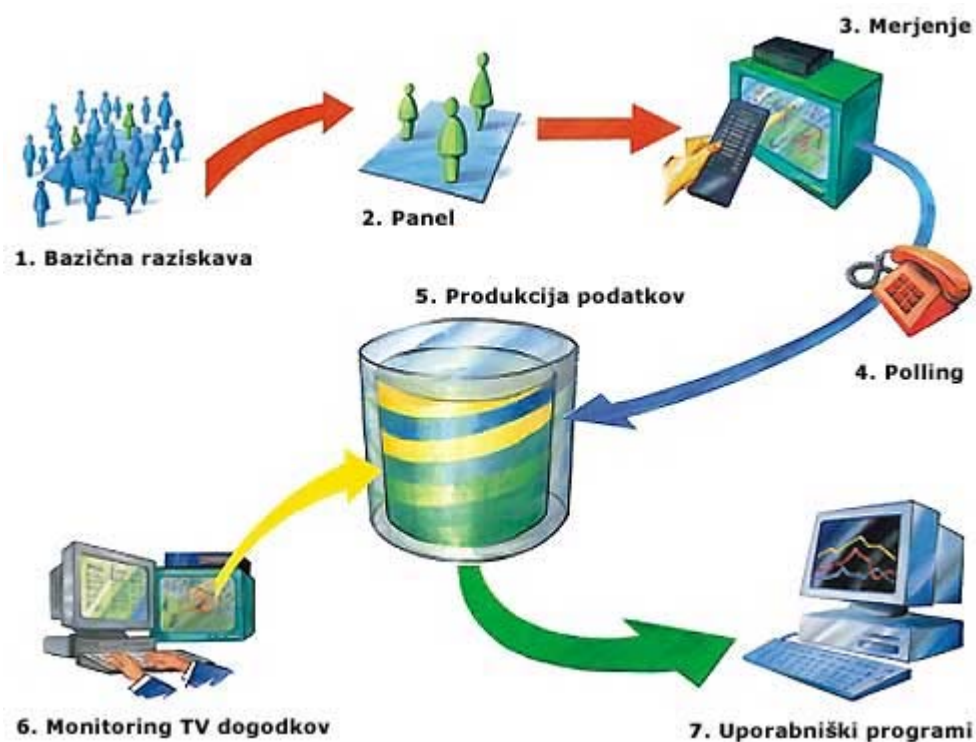 1. Bazična raziskava
2. Panel
3. Merjenje
4. Polling
5. Produkcija podatkov
6. Monitoring TV dogodkov
7. Uporabniški programi